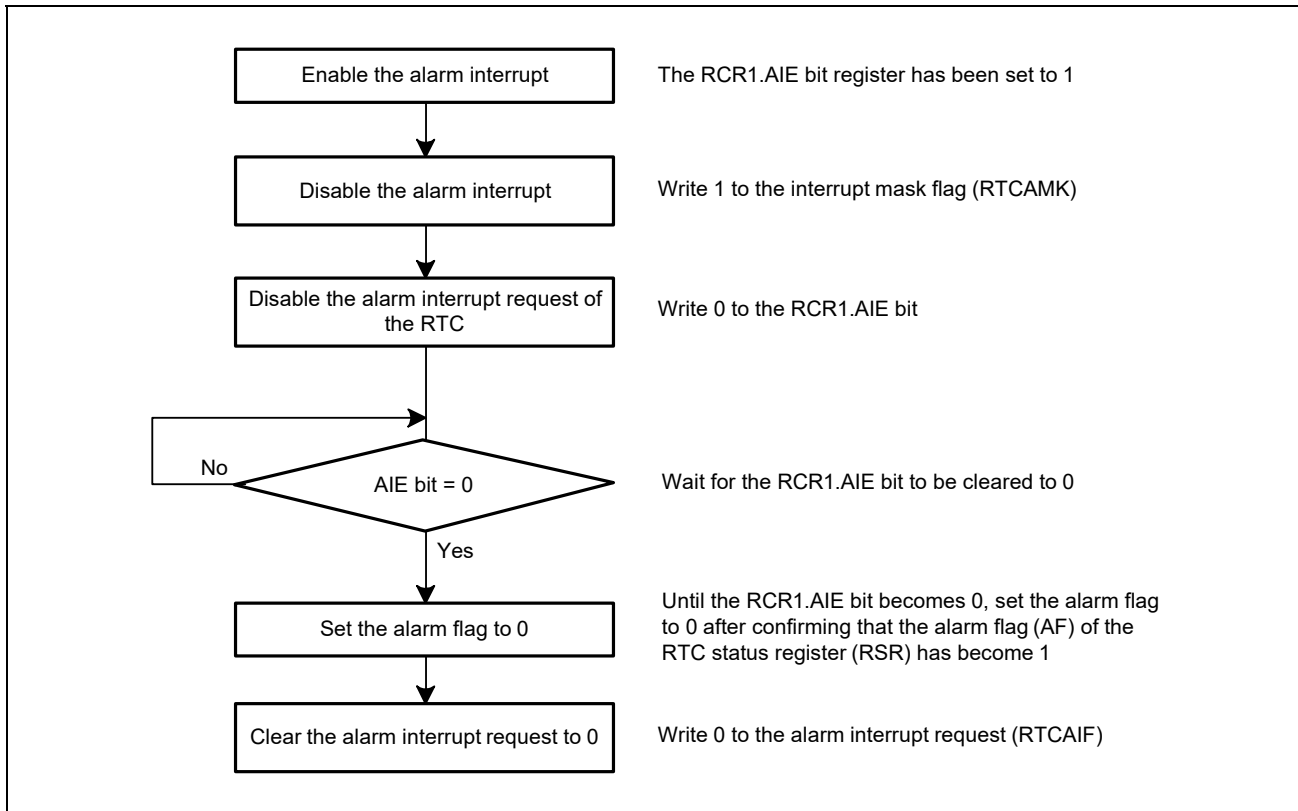 Enable the alarm interrupt
The RCR1.AIE bit register has been set to 1
Disable the alarm interrupt
Write 1 to the interrupt mask flag (RTCAMK)
Disable the alarm interrupt request of
the RTC
Write 0 to the RCR1.AIE bit
No
AIE bit = 0
Wait for the RCR1.AIE bit to be cleared to 0
Yes
Set the alarm flag to 0
Until the RCR1.AIE bit becomes 0, set the alarm flag
to 0 after confirming that the alarm flag (AF) of the
RTC status register (RSR) has become 1
Clear the alarm interrupt request to 0
Write 0 to the alarm interrupt request (RTCAIF)